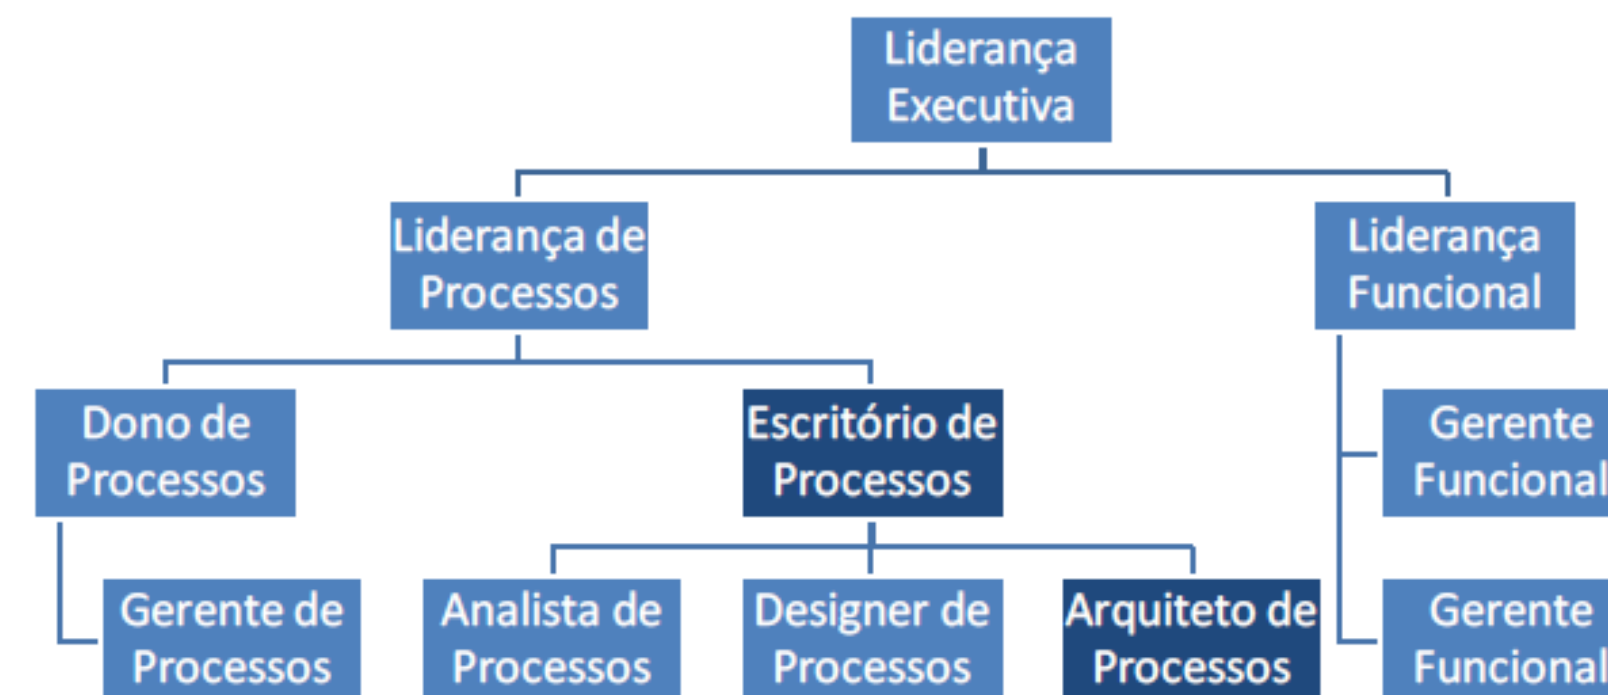 Liderança
Executiva
Liderança de
Processos
Liderança
Funcional
Dono de
Processos
Escritório de
Processos
Gerente
Funcional
Gerente de
Processos
Analista de
Processos
Designer de
Processos
Arquiteto de
Processos
Gerente
Funcional